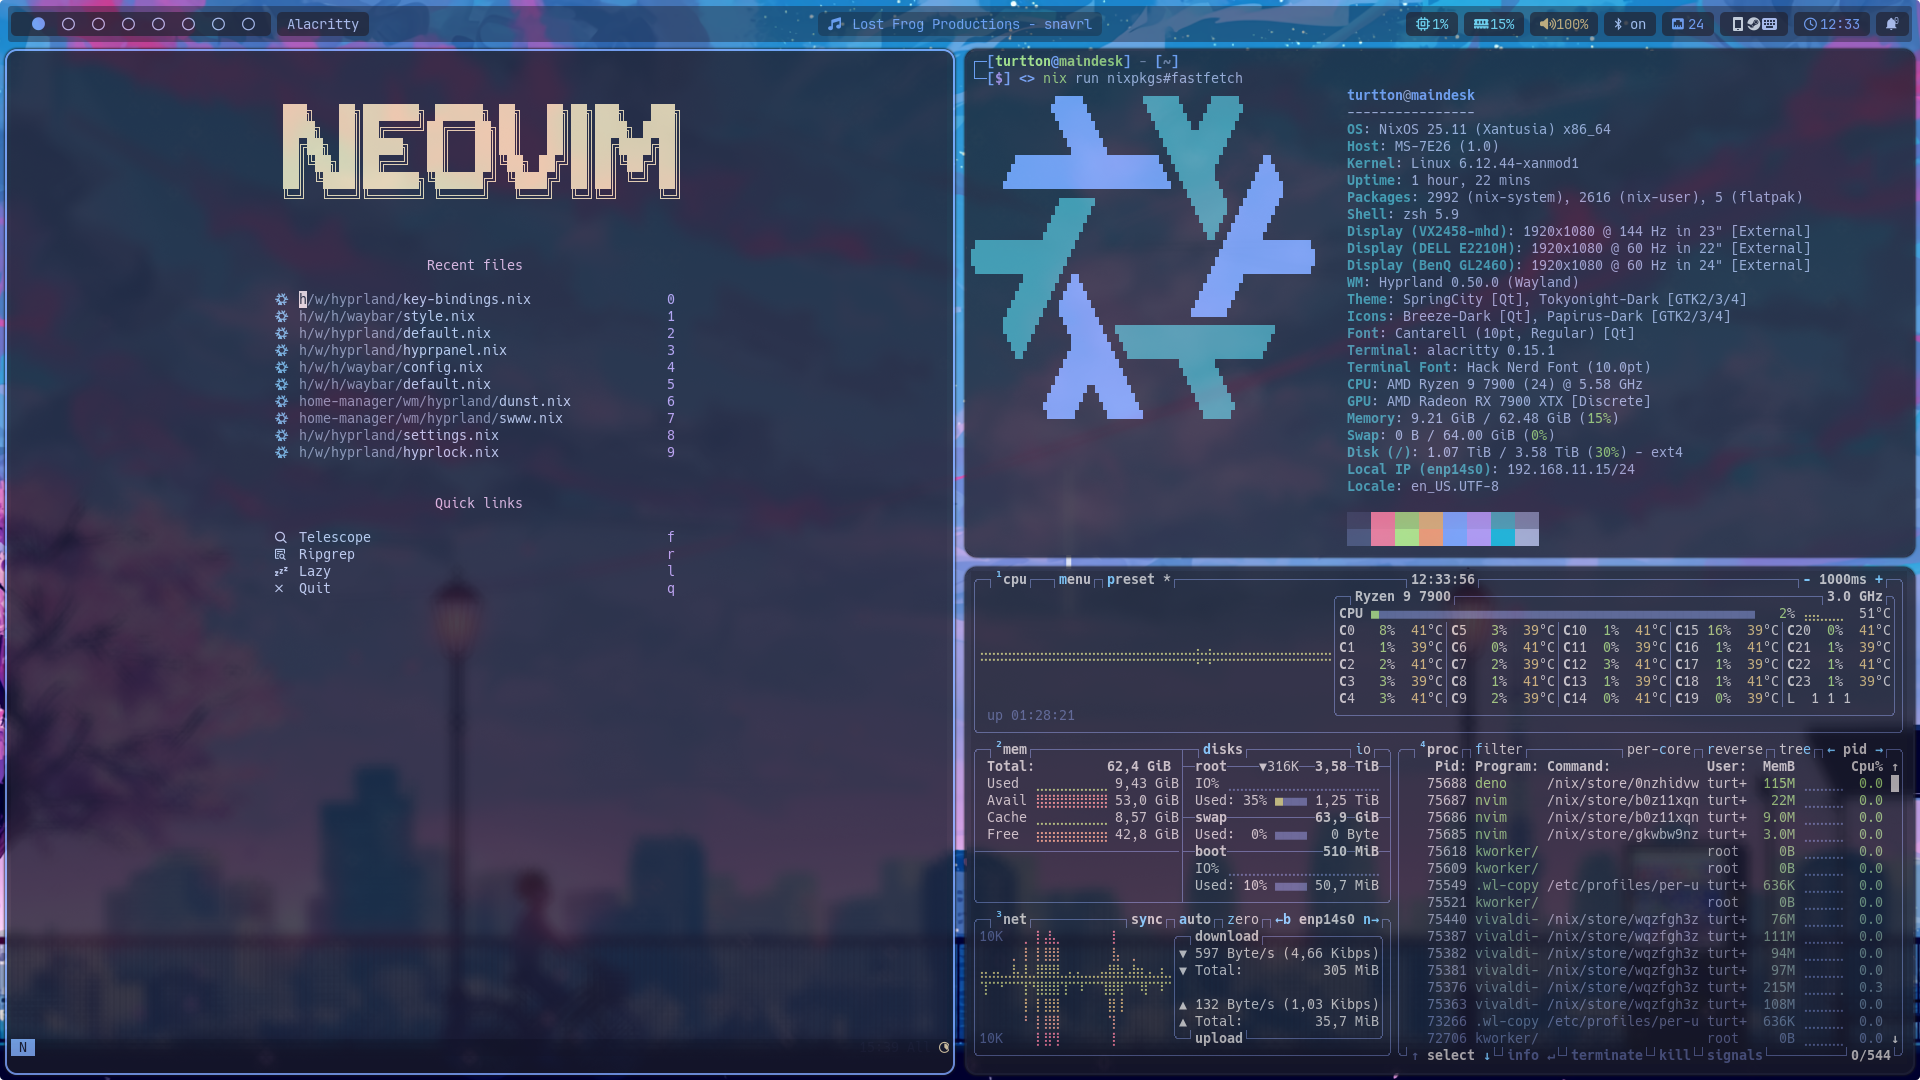 Alacritty
Lost Frog Productions - snavrl
1%
15%
100%
on
24
12:33
NEOVIM
Recent files
h/w/hyprland/key-bindings.nix 0
h/w/h/waybar/style.nix 1
h/w/hyprland/default.nix 2
h/w/hyprland/hyprpanel.nix 3
h/w/h/waybar/config.nix 4
h/w/h/waybar/default.nix 5
home-manager/wm/hyprland/dunst.nix 6
home-manager/wm/hyprland/swww.nix 7
h/w/hyprland/settings.nix 8
h/w/hyprland/hyprlock.nix 9
Quick links
Telescope f
Ripgrep r
Lazy l
Quit q
N
[turtton@maindesk] - [~]
[$] <> nix run nixpkgs#fastfetch
turtton@maindesk
----------------
OS: NixOS 25.11 (Xantusia) x86_64
Host: MS-7E26 (1.0)
Kernel: Linux 6.12.44-xanmod1
Uptime: 1 hour, 22 mins
Packages: 2992 (nix-system), 2616 (nix-user), 5 (flatpak)
Shell: zsh 5.9
Display (VX2458-mhd): 1920x1080 @ 144 Hz in 23" [External]
Display (DELL E2210H): 1920x1080 @ 60 Hz in 22" [External]
Display (BenQ GL2460): 1920x1080 @ 60 Hz in 24" [External]
WM: Hyprland 0.50.0 (Wayland)
Theme: SpringCity [Qt], Tokyonight-Dark [GTK2/3/4]
Icons: Breeze-Dark [Qt], Papirus-Dark [GTK2/3/4]
Font: Cantarell (10pt, Regular) [Qt]
Terminal: alacritty 0.15.1
Terminal Font: Hack Nerd Font (10.0pt)
CPU: AMD Ryzen 9 7900 (24) @ 5.58 GHz
GPU: AMD Radeon RX 7900 XTX [Discrete]
Memory: 9.21 GiB / 62.48 GiB (15%)
Swap: 0 B / 64.00 GiB (0%)
Disk (/): 1.07 TiB / 3.58 TiB (30%) - ext4
Local IP (enp14s0): 192.168.11.15/24
Locale: en_US.UTF-8
¹cpu menu preset * 12:33:56 - 1000ms +
Ryzen 9 7900 3.0 GHz
CPU 2% 51°C
C0 8% 41°C C5 3% 39°C C10 1% 41°C C15 16% 39°C C20 0% 41°C
C1 1% 39°C C6 0% 41°C C11 0% 39°C C16 1% 41°C C21 1% 39°C
C2 2% 41°C C7 2% 39°C C12 3% 41°C C17 1% 39°C C22 1% 41°C
C3 3% 39°C C8 1% 41°C C13 1% 39°C C18 1% 41°C C23 1% 39°C
C4 3% 41°C C9 2% 39°C C14 0% 41°C C19 0% 39°C L 1 1 1
up 01:28:21
²mem
Total: 62,4 GiB
Used 9,43 GiB
Avail 53,0 GiB
Cache 8,57 GiB
Free 42,8 GiB
disks io
root ▼316K 3,58 TiB
IO%
Used: 35% 1,25 TiB
swap 63,9 GiB
Used: 0% 0 Byte
boot 510 MiB
IO%
Used: 10% 50,7 MiB
³net sync auto zero ←b enp14s0 n→
10K
download
▼ 597 Byte/s (4,66 Kibps)
▼ Total: 305 MiB
▲ 132 Byte/s (1,03 Kibps)
▲ Total: 35,7 MiB
10K
upload
⁴proc filter per-core reverse tree ← pid →
Pid: Program: Command: User: MemB Cpu% ↑
75688 deno /nix/store/0nzhidvw turt+ 115M 0.0
75687 nvim /nix/store/b0z11xqn turt+ 22M 0.0
75686 nvim /nix/store/b0z11xqn turt+ 9.0M 0.0
75685 nvim /nix/store/gkwbw9nz turt+ 3.0M 0.0
75618 kworker/ root 0B 0.0
75609 kworker/ root 0B 0.0
75549 .wl-copy /etc/profiles/per-u turt+ 636K 0.0
75521 kworker/ root 0B 0.0
75440 vivaldi- /nix/store/wqzfgh3z turt+ 76M 0.0
75387 vivaldi- /nix/store/wqzfgh3z turt+ 111M 0.0
75382 vivaldi- /nix/store/wqzfgh3z turt+ 94M 0.0
75381 vivaldi- /nix/store/wqzfgh3z turt+ 97M 0.0
75376 vivaldi- /nix/store/wqzfgh3z turt+ 215M 0.3
75363 vivaldi- /nix/store/wqzfgh3z turt+ 108M 0.0
73266 .wl-copy /etc/profiles/per-u turt+ 636K 0.0
72706 kworker/ root 0B 0.0 ↓
↑ select ↓ info ↵ terminate kill signals 0/544